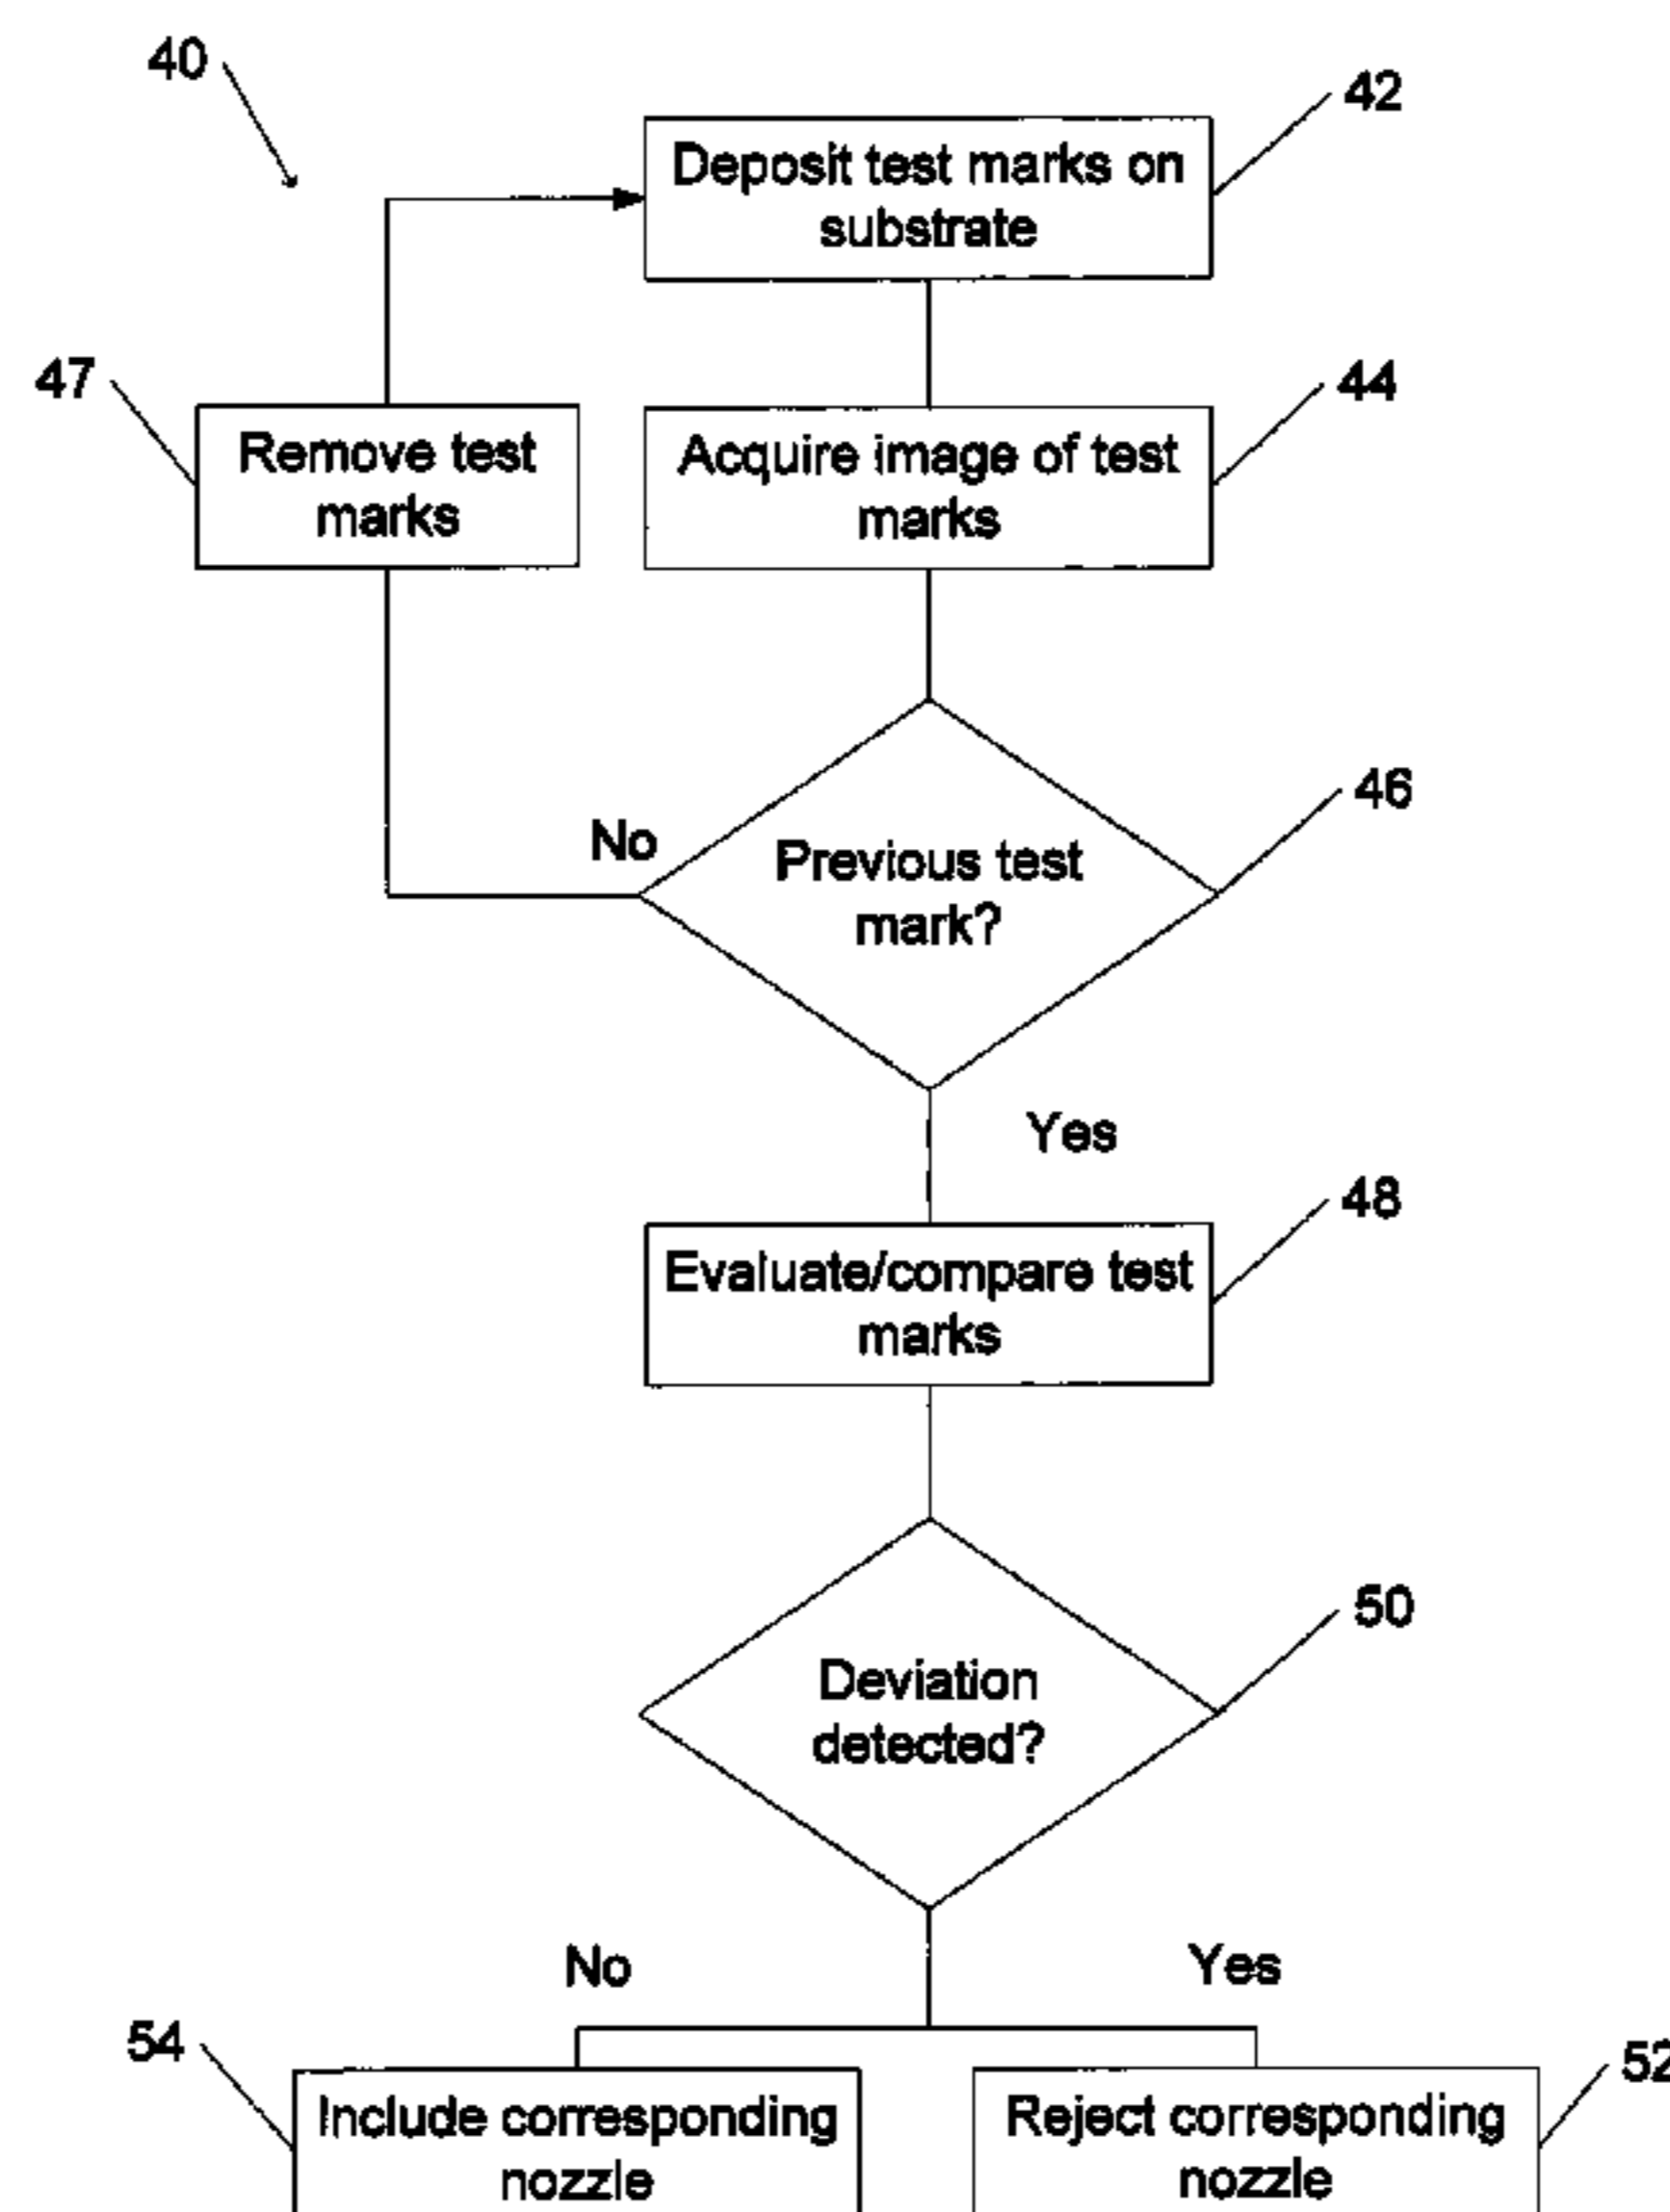 40
42
Deposit test marks on
substrate
47
44
Remove test
marks
Acquire image of test
marks
46
No
Previous test
mark?
Yes
48
Evaluate/compare test
marks
50
Deviation
detected?
No
Yes
54
52
Include corresponding
nozzle
Reject corresponding
nozzle